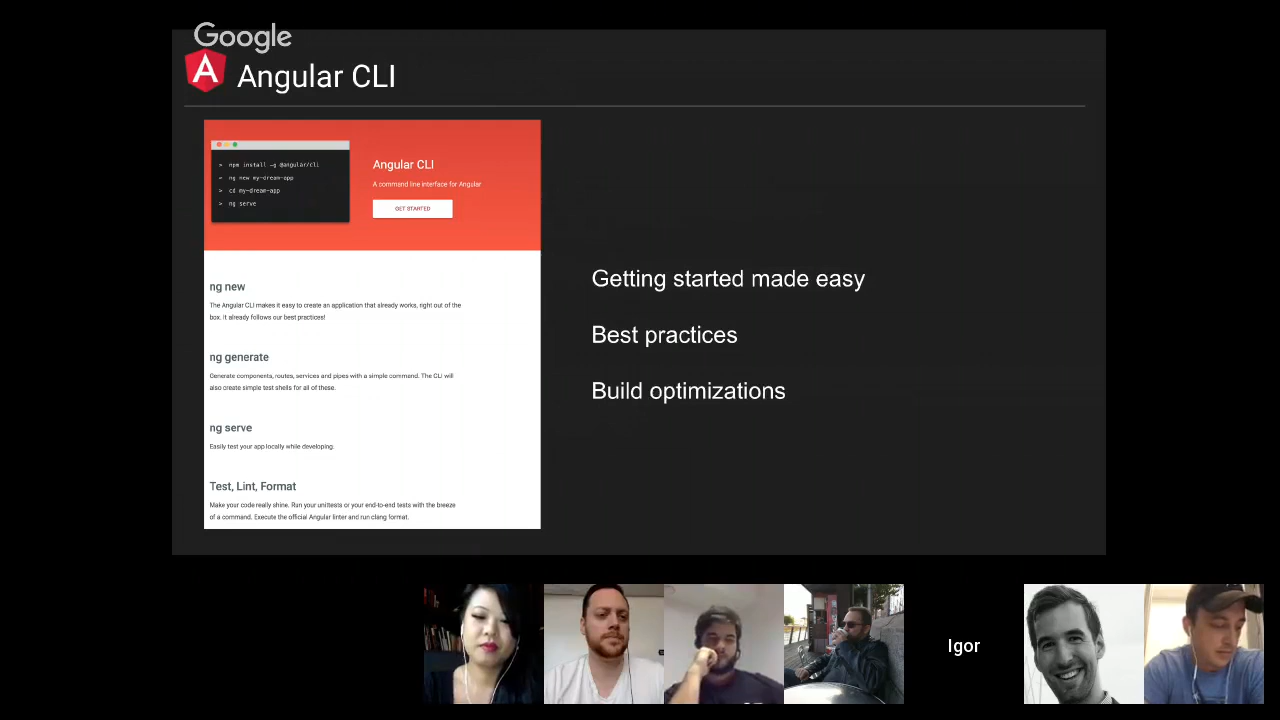 Google
Angular CLI
> npm install -g @angular/cli
> ng new my-dream-app
> cd my-dream-app
> ng serve
Angular CLI
A command line interface for Angular
GET STARTED
ng new
The Angular CLI makes it easy to create an application that already works, right out of the
box. It already follows our best practices!
ng generate
Generate components, routes, services and pipes with a simple command. The CLI will
also create simple test shells for all of these.
ng serve
Easily test your app locally while developing.
Test, Lint, Format
Make your code really shine. Run your unittests or your end-to-end tests with the breeze
of a command. Execute the official Angular linter and run clang format.
Getting started made easy
Best practices
Build optimizations
Igor